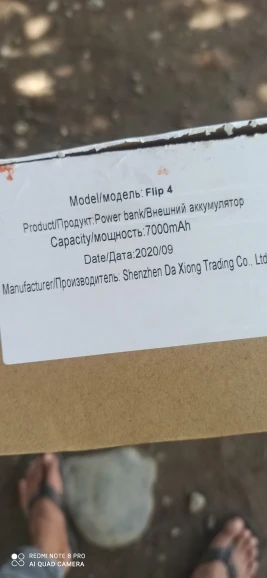 Model/модель: Flip 4
Product/Продукт:Power bank/Внешний аккумулятор
Capacity/мощность:7000mAh
Date/Дата:2020/09
Manufacturer/Производитель. Shenzhen Da Xiong Trading Co., Ltd
REDMI NOTE 8 PRO
AI QUAD CAMERA